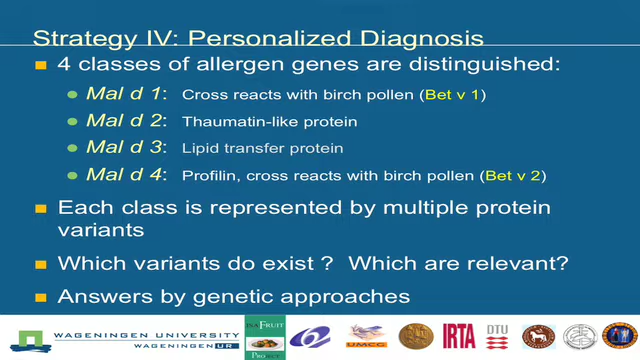 Strategy IV: Personalized Diagnosis
4 classes of allergen genes are distinguished:
Mal d 1: Cross reacts with birch pollen (Bet v 1)
Mal d 2: Thaumatin-like protein
Mal d 3: Lipid transfer protein
Mal d 4: Profilin, cross reacts with birch pollen (Bet v 2)
Each class is represented by multiple protein
variants
Which variants do exist ? Which are relevant?
Answers by genetic approaches
ISAFRUIT
PROJECT
WAGENINGEN UNIVERSITY
WAGENINGEN UR
UMCG
IRTA
DTU